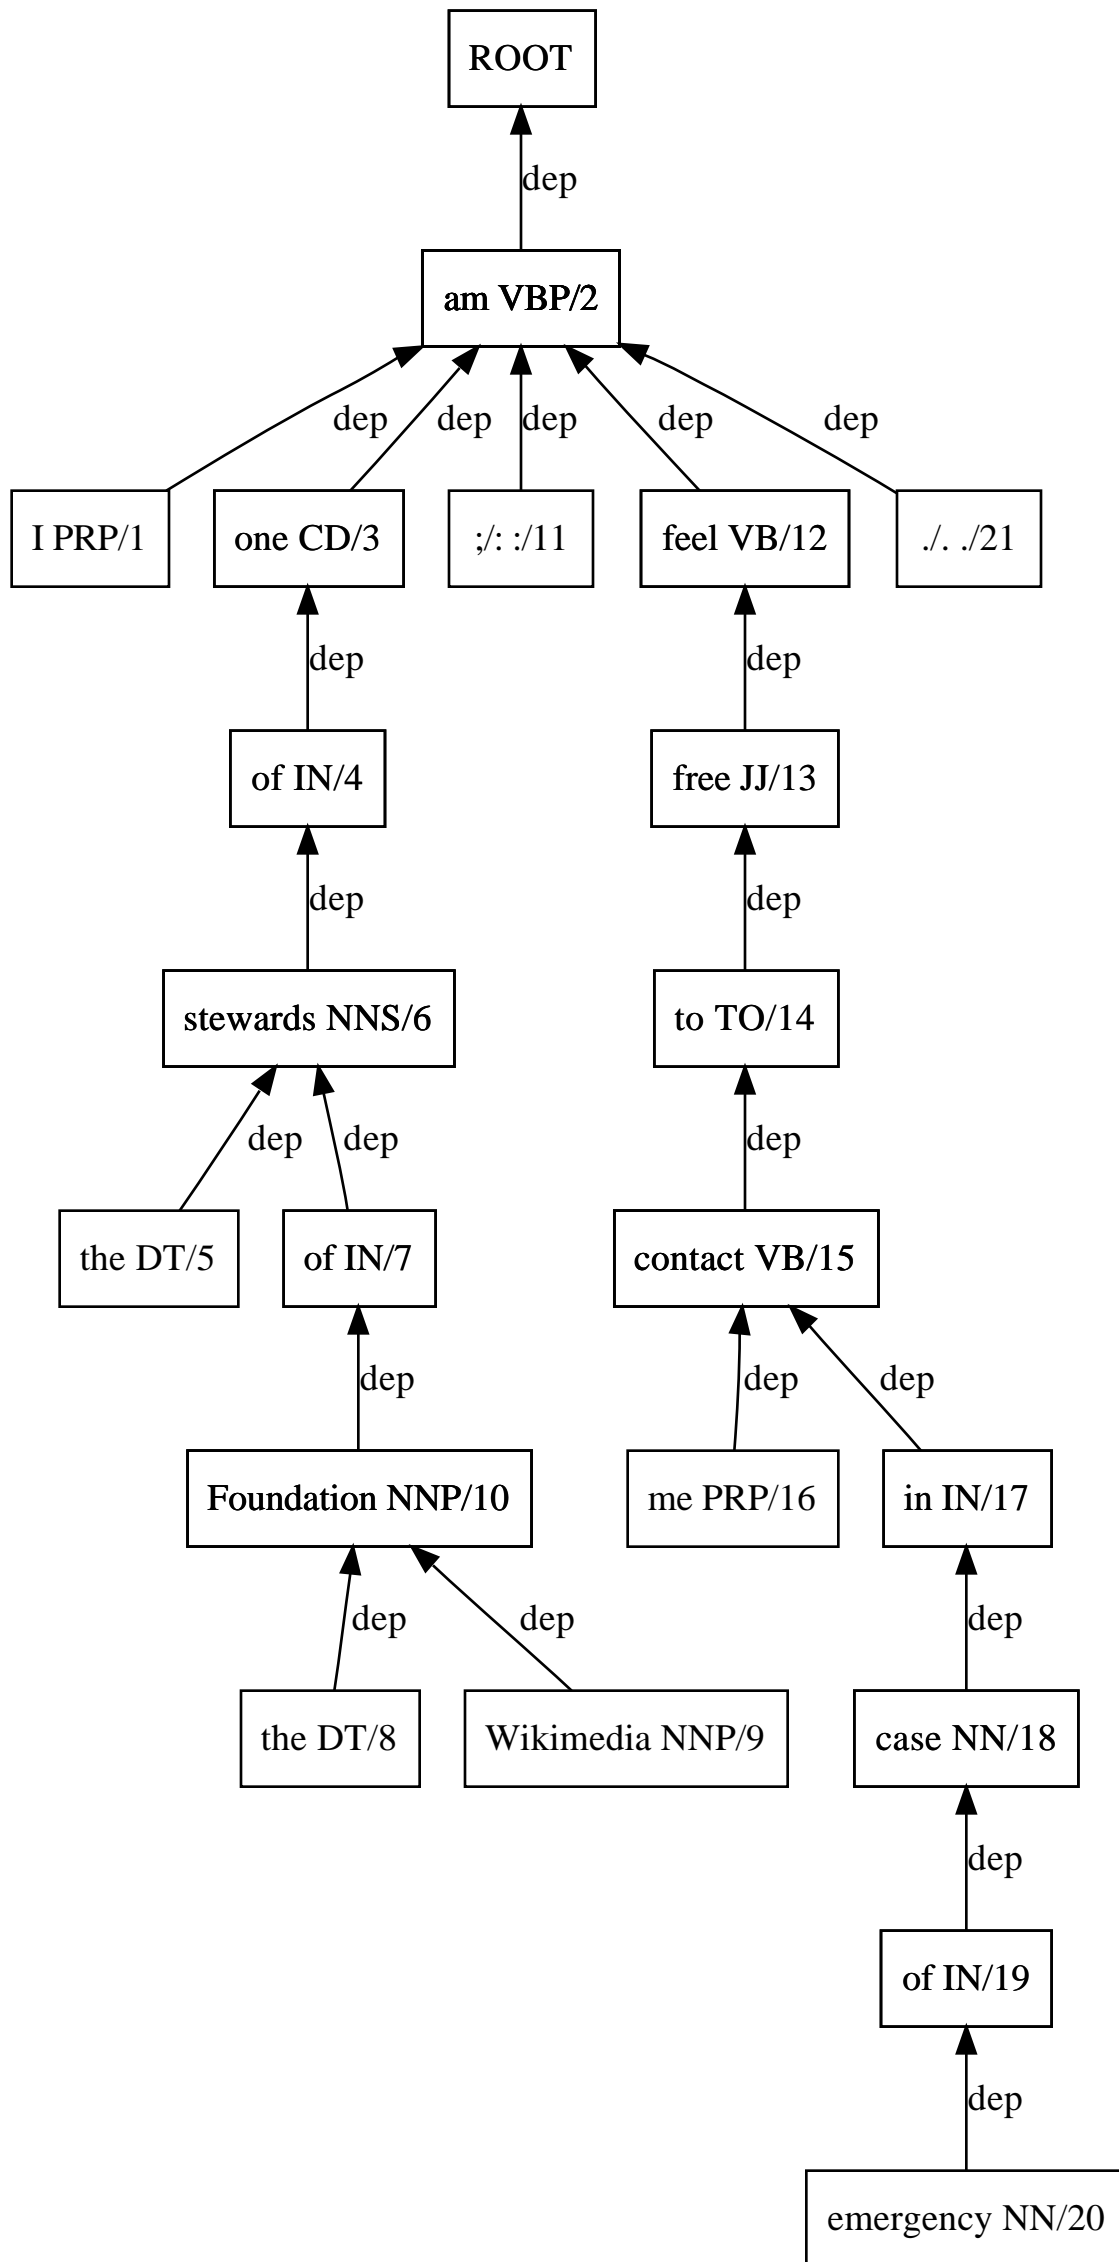 ROOT
dep
am VBP/2
dep dep dep dep dep
I PRP/1 one CD/3 ;/: :/11 feel VB/12 ./. ./21
dep dep
of IN/4 free JJ/13
dep dep
stewards NNS/6 to TO/14
dep dep dep
the DT/5 of IN/7 contact VB/15
dep dep dep
Foundation NNP/10 me PRP/16 in IN/17
dep dep dep
the DT/8 Wikimedia NNP/9 case NN/18
dep
of IN/19
dep
emergency NN/20